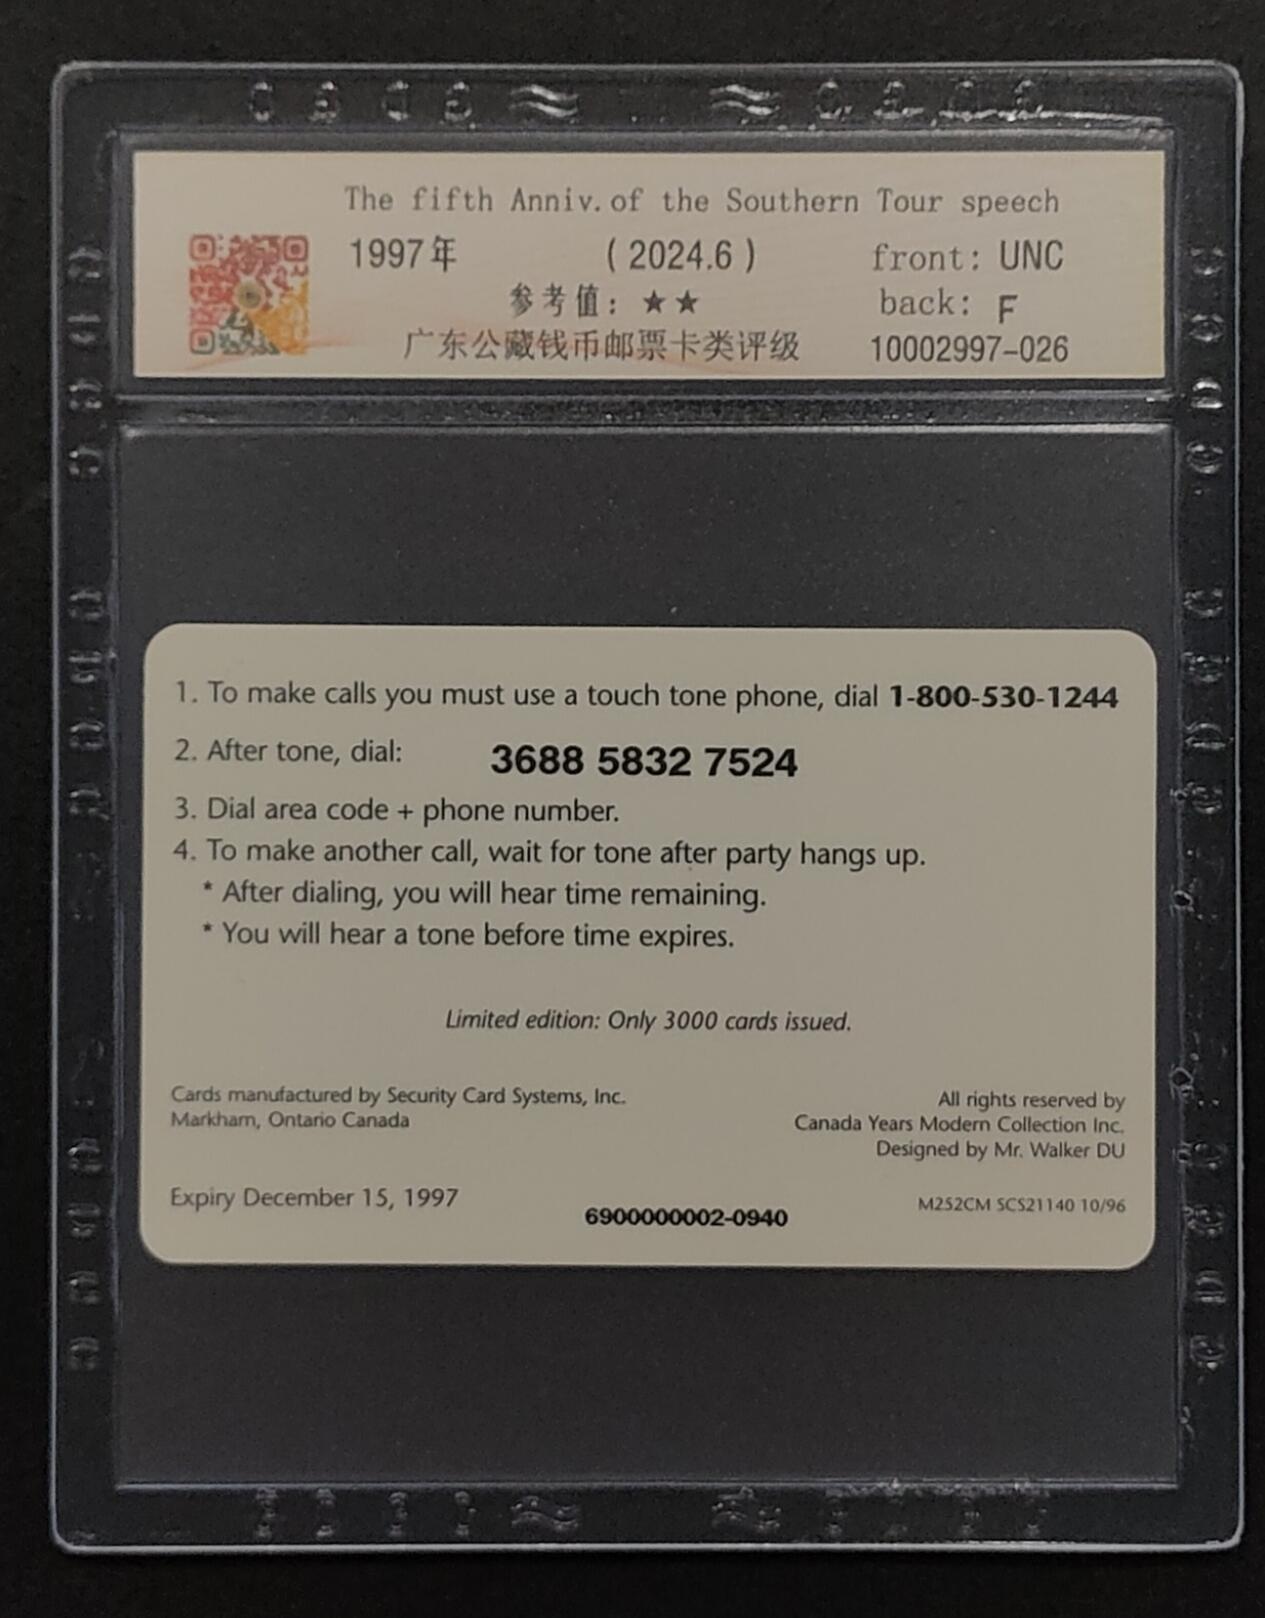 The fifth Anniv.of the Southern Tour speech
1997年 (2024.6) front: UNC
参考值: ★★ back: F
广东公藏钱币邮票卡类评级 10002997-026
1. To make calls you must use a touch tone phone, dial 1-800-530-1244
2. After tone, dial: 3688 5832 7524
3. Dial area code + phone number.
4. To make another call, wait for tone after party hangs up.
* After dialing, you will hear time remaining.
* You will hear a tone before time expires.
Limited edition: Only 3000 cards issued.
Cards manufactured by Security Card Systems, Inc.
Markham, Ontario Canada
All rights reserved by
Canada Years Modern Collection Inc.
Designed by Mr. Walker DU
Expiry December 15, 1997
6900000002-0940
M252CM SCS21140 10/96